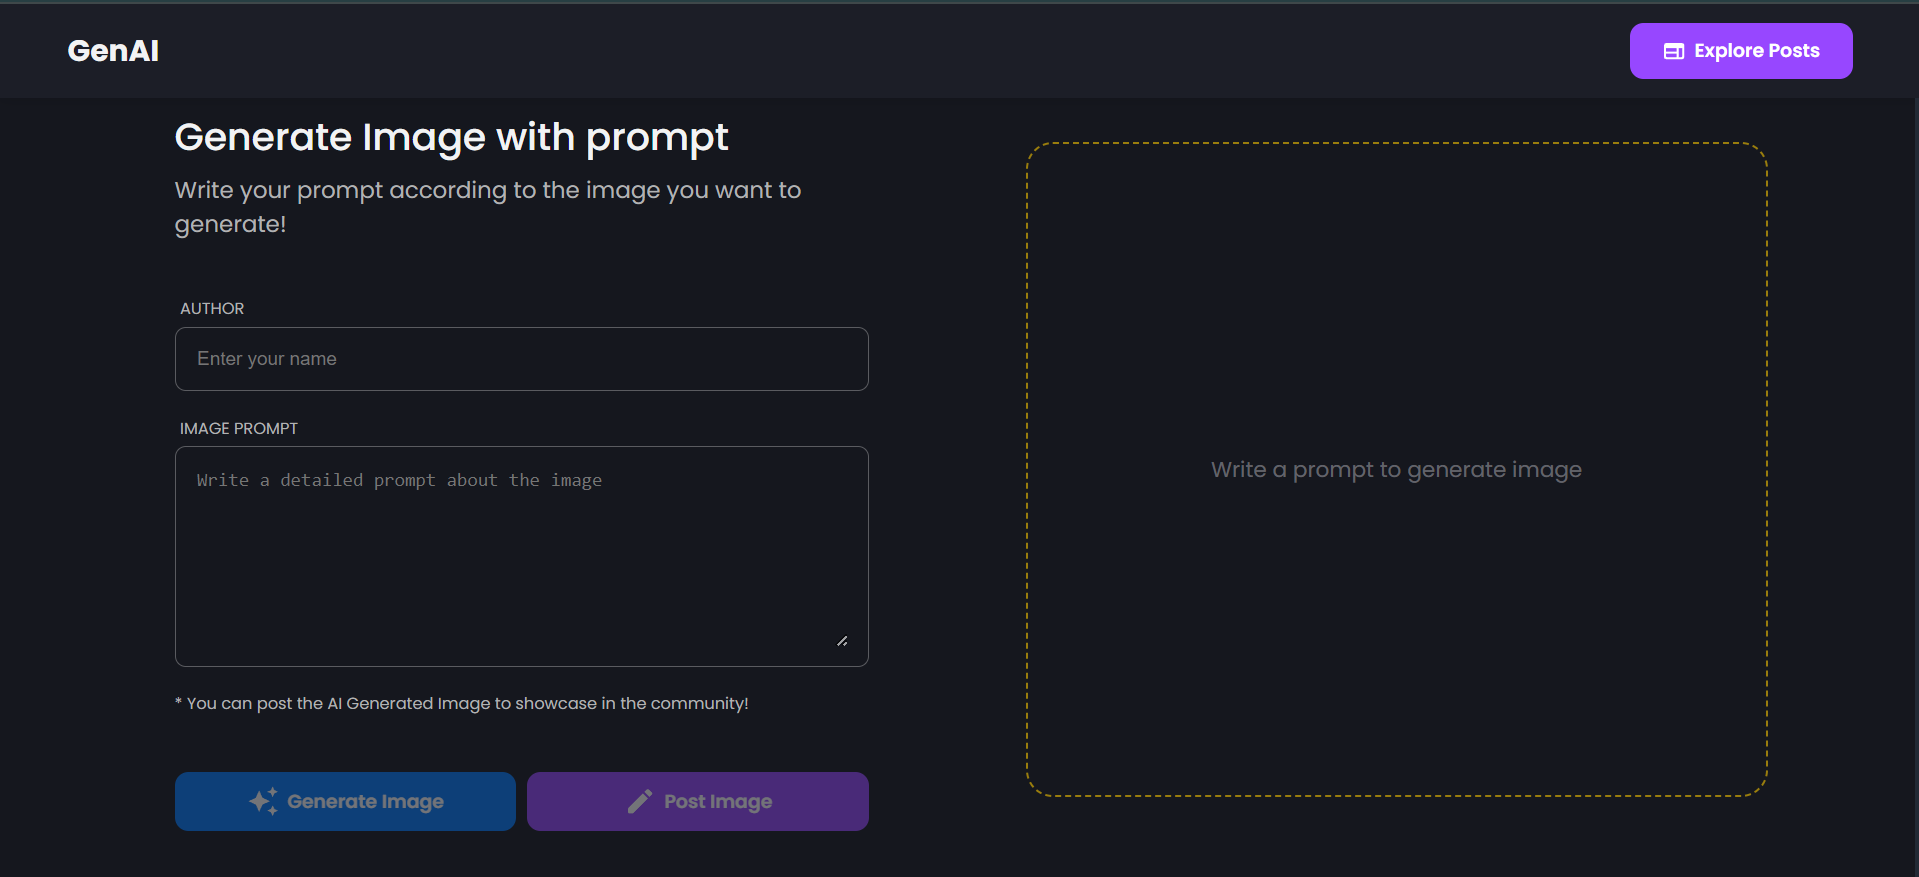 GenAI
Explore Posts
Generate Image with prompt
Write your prompt according to the image you want to
generate!
AUTHOR
Enter your name
IMAGE PROMPT
Write a detailed prompt about the image
* You can post the AI Generated Image to showcase in the community!
Generate Image
Post Image
Write a prompt to generate image